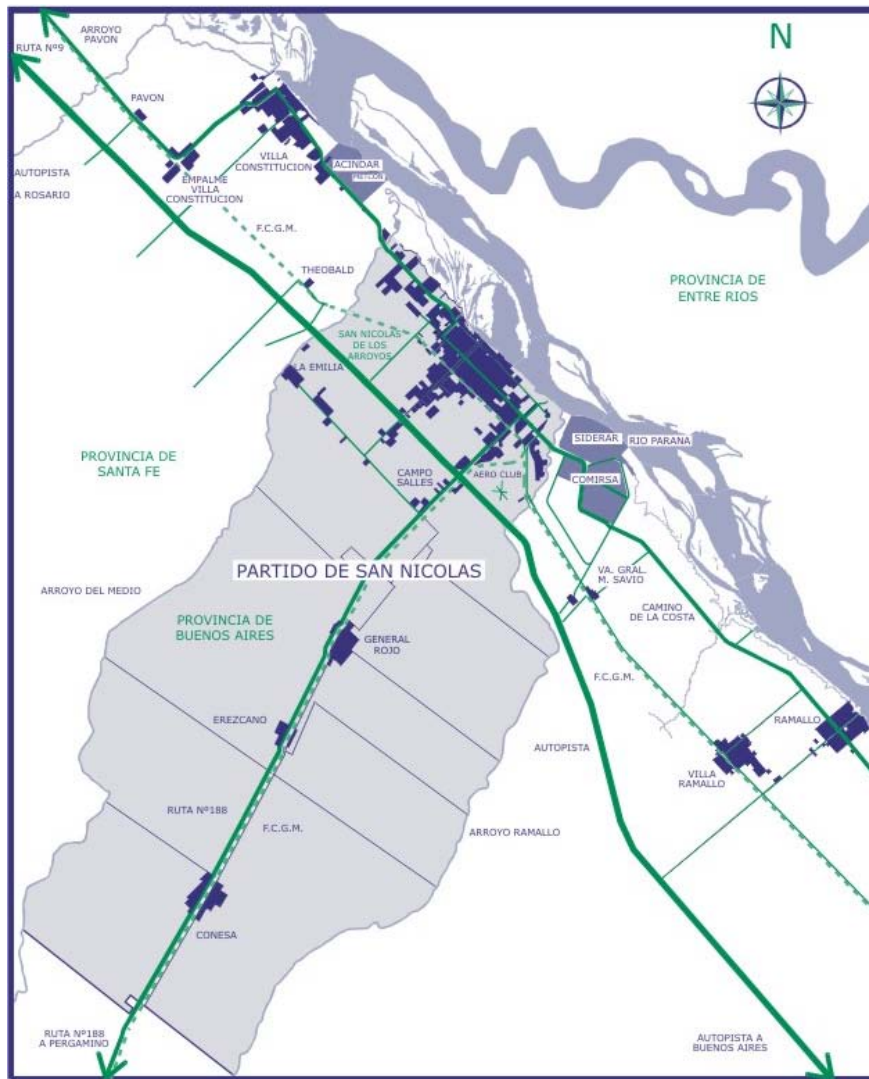 ARROYO
PAVON
N
RUTA Nº9
PAVON
VILLA
CONSTITUCION
ACINDAR
EMPALME
VILLA
CONSTITUCION
AUTOPISTA
A ROSARIO
F.C.G.M.
THEOBALD
PROVINCIA DE
ENTRE RIOS
SAN NICOLAS
DE LOS
ARROYOS
LA EMILIA
SIDERAR
RIO PARANA
PROVINCIA DE
SANTA FE
CAMPO
SALLES
AERO CLUB
COMIRSA
PARTIDO DE SAN NICOLAS
VA. GRAL.
M. SAVIO
ARROYO DEL MEDIO
CAMINO
DE LA COSTA
PROVINCIA DE
BUENOS AIRES
GENERAL
ROJO
F.C.G.M.
EREZCANO
RAMALLO
AUTOPISTA
VILLA
RAMALLO
RUTA Nº188
F.C.G.M.
ARROYO RAMALLO
CONESA
RUTA Nº188
A PERGAMINO
AUTOPISTA A
BUENOS AIRES